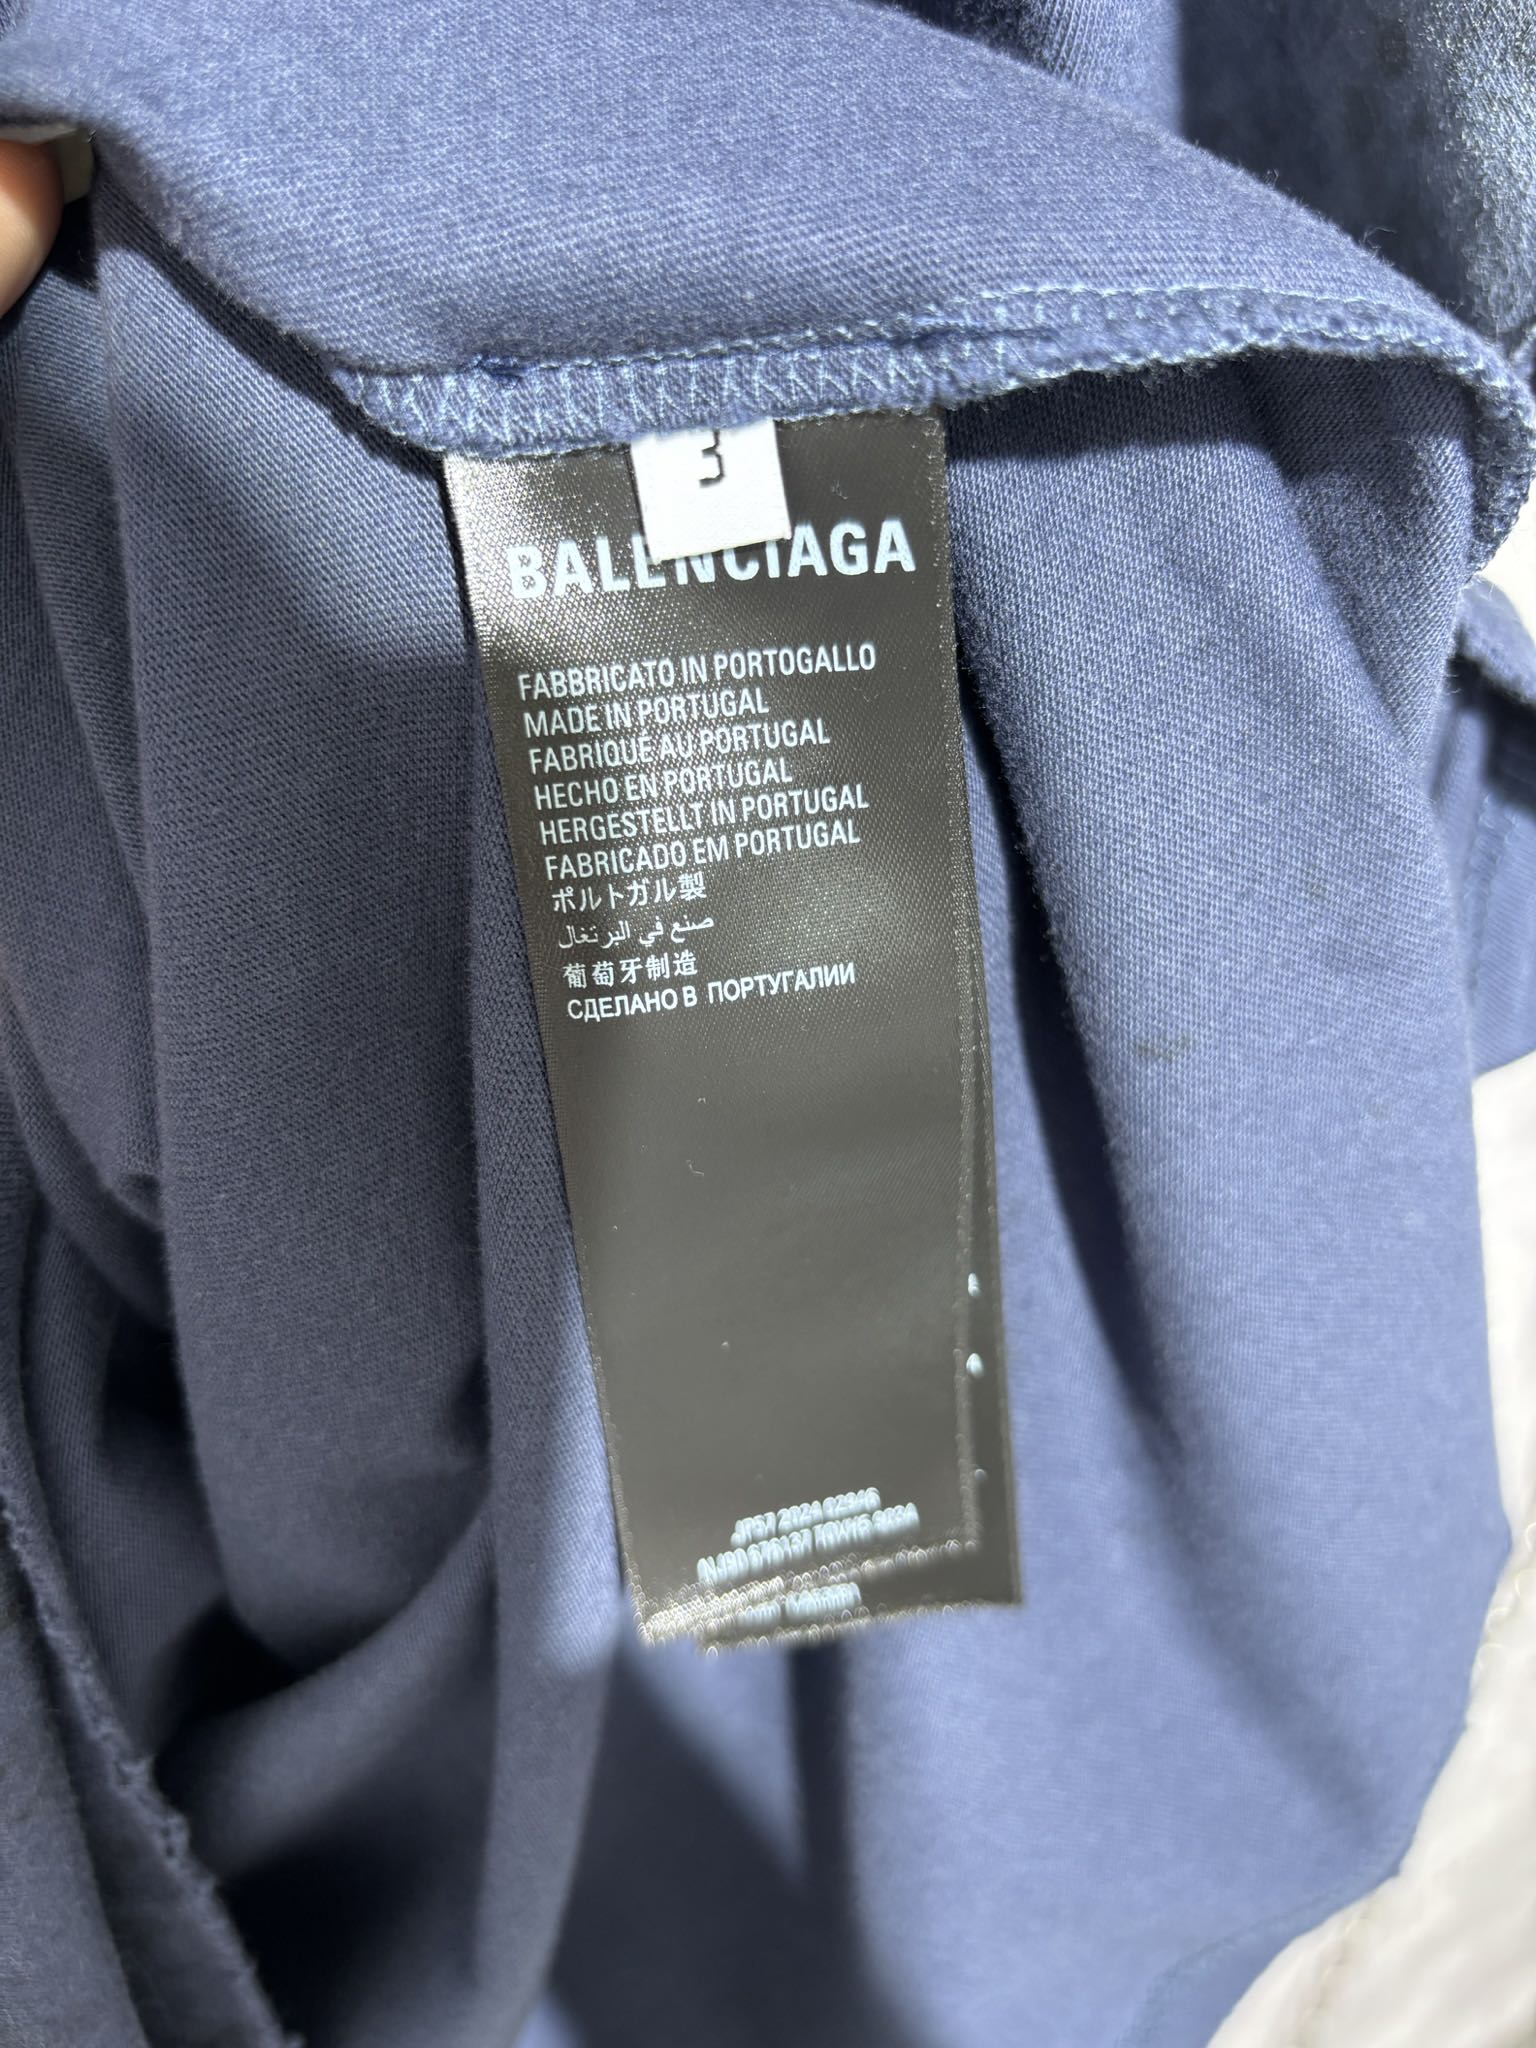 3
BALENCIAGA
FABBRICATO IN PORTOGALLO
MADE IN PORTUGAL
FABRIQUÉ AU PORTUGAL
HECHO EN PORTUGAL
HERGESTELLT IN PORTUGAL
FABRICADO EM PORTUGAL
ポルトガル製
صنع في البرتغال
葡萄牙制造
СДЕЛАНО В ПОРТУГАЛИИ